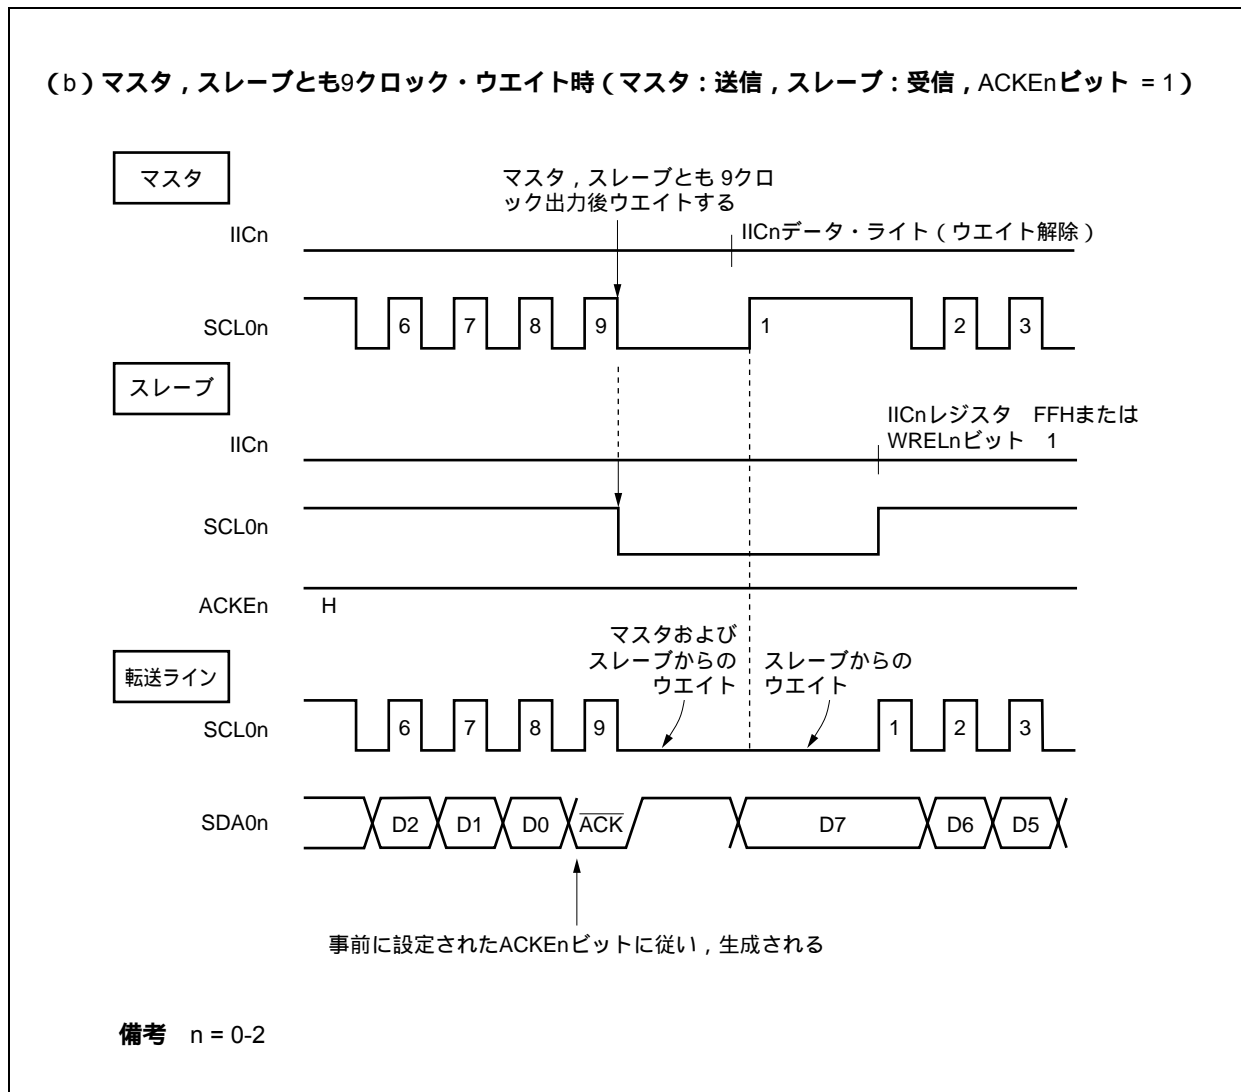 (b)マスタ,スレーブとも9クロック・ウエイト時(マスタ:送信,スレーブ:受信,ACKEnビット = 1)
マスタ
マスタ,スレーブとも 9クロ
ック出力後ウエイトする
IICn
IICnデータ・ライト(ウエイト解除)
SCL0n
6 7 8 9 1 2 3
スレーブ
IICn
IICnレジスタ FFHまたは
WRELnビット 1
SCL0n
ACKEn
H
転送ライン
マスタおよび
スレーブからの
ウエイト
スレーブからの
ウエイト
SCL0n
6 7 8 9 1 2 3
SDA0n
D2 D1 D0 ACK D7 D6 D5
事前に設定されたACKEnビットに従い,生成される
備考 n = 0-2